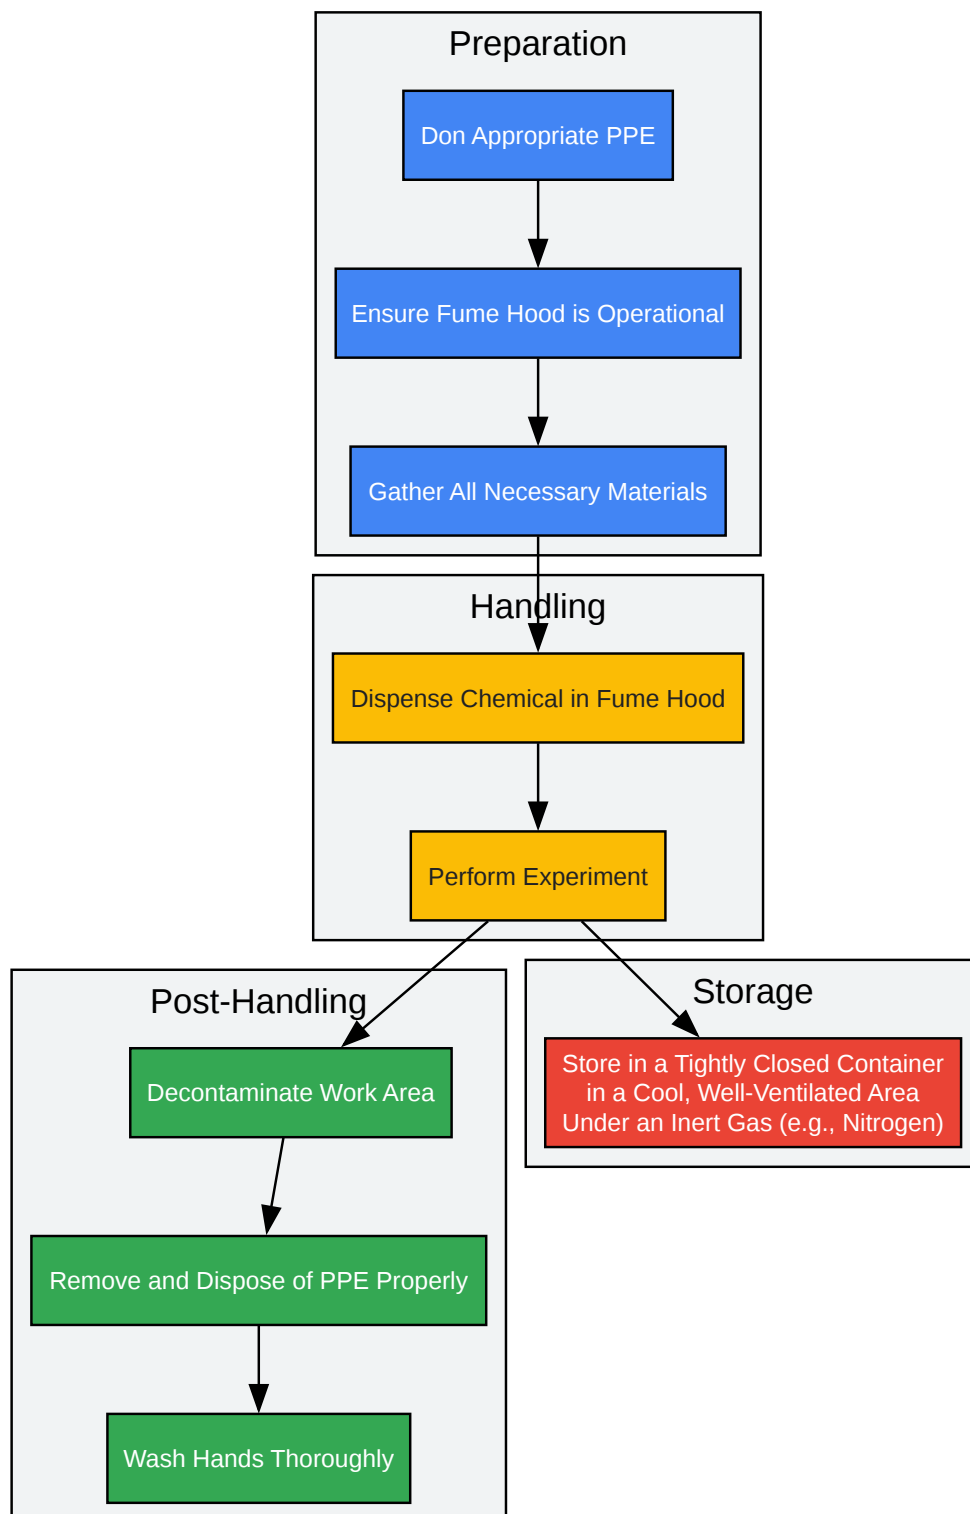 Preparation
Don Appropriate PPE
Ensure Fume Hood is Operational
Gather All Necessary Materials
Handling
Dispense Chemical in Fume Hood
Perform Experiment
Post-Handling
Decontaminate Work Area
Remove and Dispose of PPE Properly
Wash Hands Thoroughly
Storage
Store in a Tightly Closed Container
in a Cool, Well-Ventilated Area
Under an Inert Gas (e.g., Nitrogen)